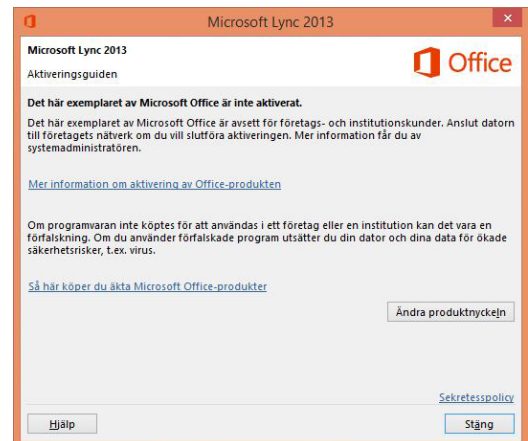 Microsoft Lync 2013
Microsoft Lync 2013
Aktiveringsguiden
Office
Det här exemplaret av Microsoft Office är inte aktiverat.
Det här exemplaret av Microsoft Office är avsett för företags- och institutionskunder. Anslut datorn
till företagets nätverk om du vill slutföra aktiveringen. Mer information får du av
systemadministratören.
Mer information om aktivering av Office-produkten
Om programvaran inte köptes för att användas i ett företag eller en institution kan det vara en
förfalskning. Om du använder förfalskade program utsätter du din dator och dina data för ökade
säkerhetsrisker, t.ex. virus.
Så här köper du äkta Microsoft Office-produkter
Ändra produktnyckeln
Sekretesspolicy
Hjälp
Stäng